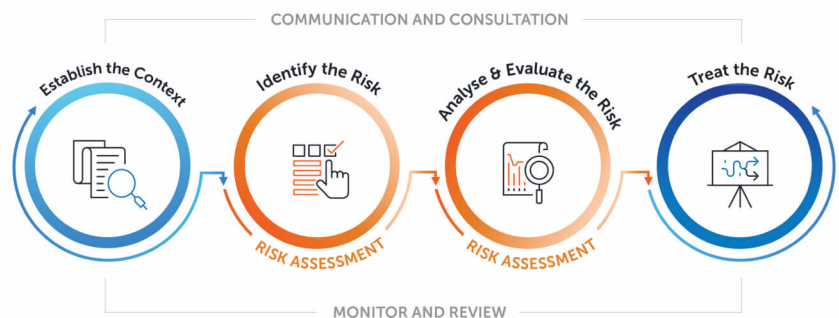 COMMUNICATION AND CONSULTATION
Establish the Context
Identify the Risk
Analyse & Evaluate the Risk
Treat the Risk
RISK ASSESSMENT
RISK ASSESSMENT
MONITOR AND REVIEW